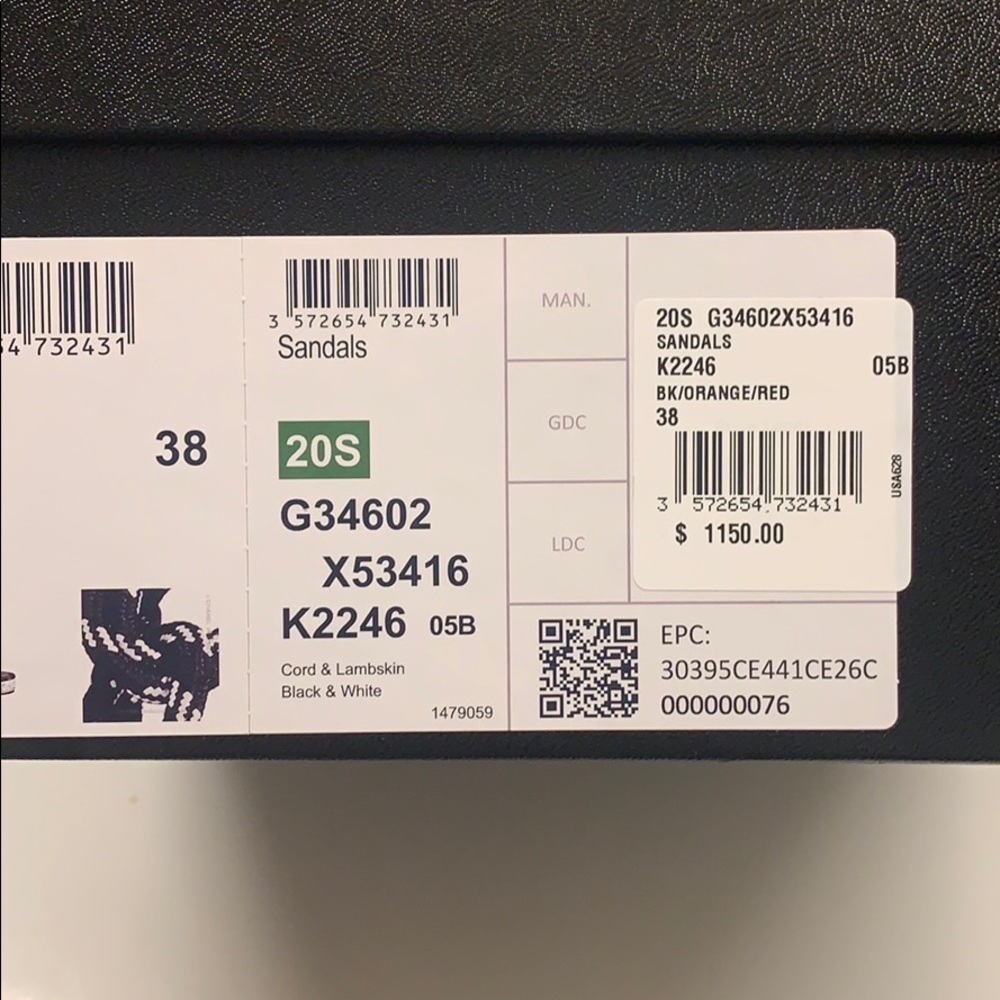 4 732431
38
3 572654 732431
Sandals
20S
G34602
X53416
K2246 05B
Cord & Lambskin
Black & White
1479059
MAN.
GDC
LDC
20S G34602X53416
SANDALS
K2246 05B
BK/ORANGE/RED
38
3 572654 732431
USA628
$ 1150.00
EPC:
30395CE441CE26C
000000076